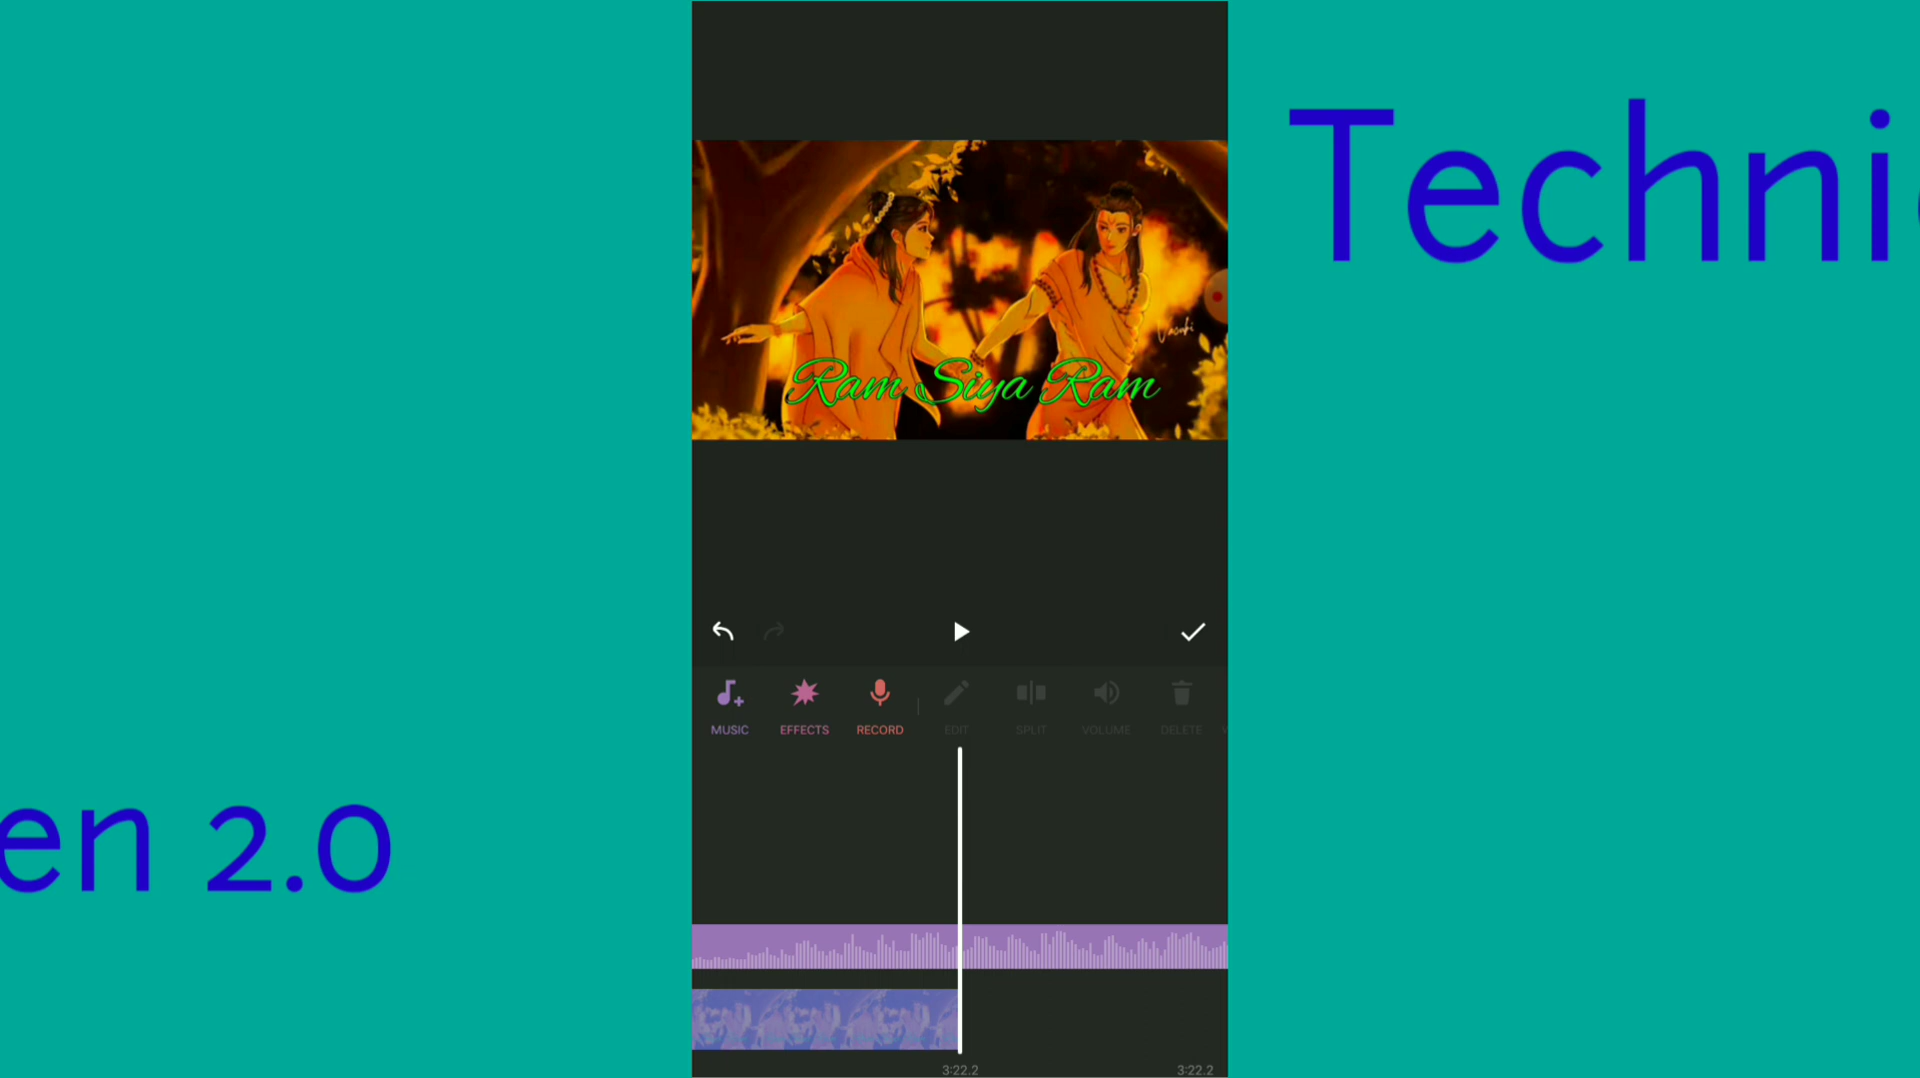 Techni
Vasuki
Ram Siya Ram
MUSIC EFFECTS RECORD EDIT SPLIT VOLUME DELETE
en 2.0
3:22.2 3:22.2